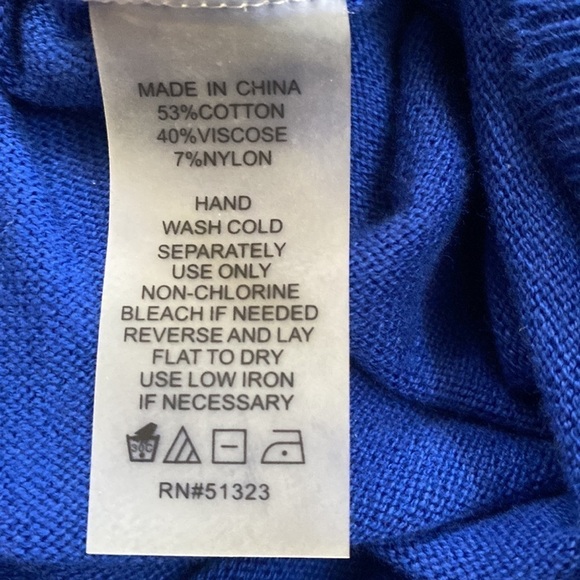 MADE IN CHINA
53%COTTON
40%VISCOSE
7%NYLON
HAND
WASH COLD
SEPARATELY
USE ONLY
NON-CHLORINE
BLEACH IF NEEDED
REVERSE AND LAY
FLAT TO DRY
USE LOW IRON
IF NECESSARY
30C
RN#51323